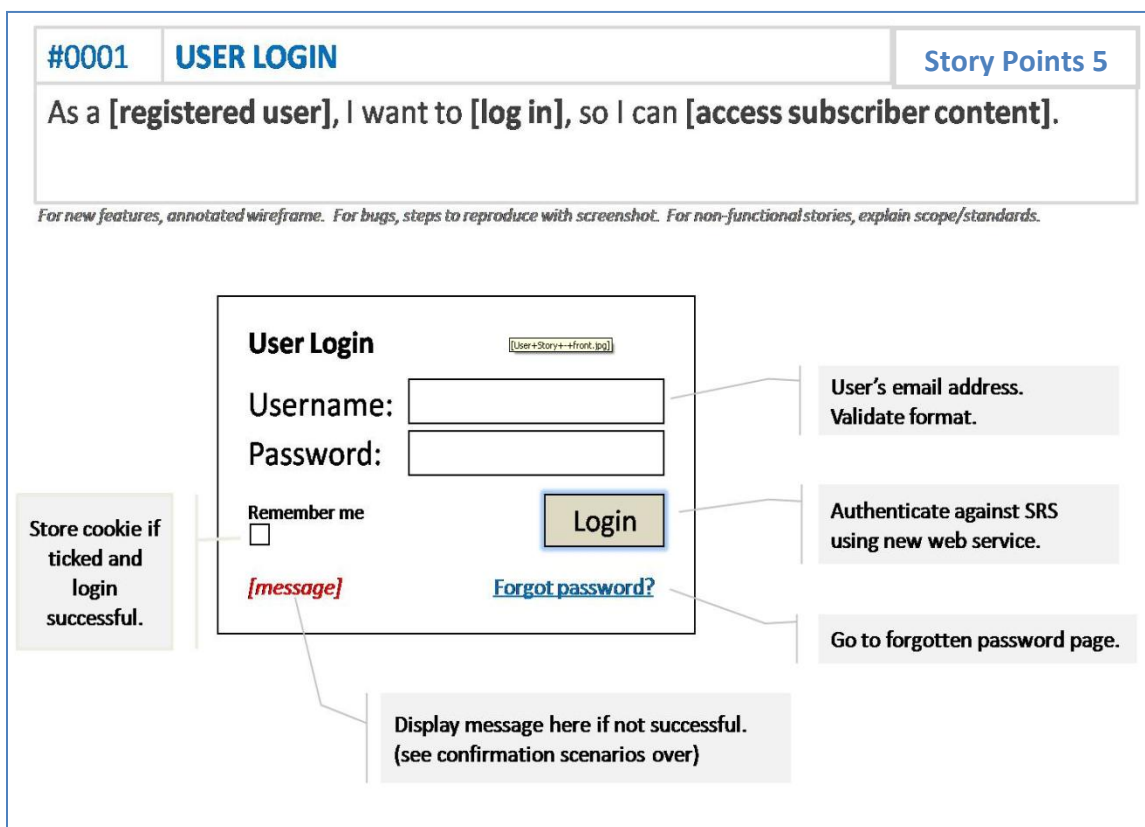 #0001
USER LOGIN
Story Points 5
As a [registered user], I want to [log in], so I can [access subscriber content].
For new features, annotated wireframe. For bugs, steps to reproduce with screenshot. For non-functional stories, explain scope/standards.
User Login
[User+Story+-+front.jpg]
Username:
User's email address.
Validate format.
Password:
Remember me
Login
Authenticate against SRS
using new web service.
Store cookie if
ticked and
login
successful.
[message]
Forgot password?
Go to forgotten password page.
Display message here if not successful.
(see confirmation scenarios over)